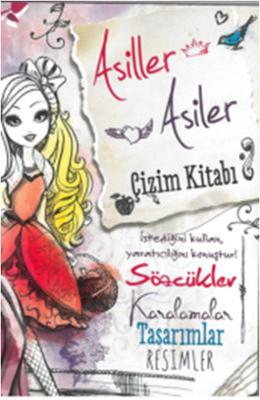 Asiller
Asiler
Çizim Kitabı
İstediğini kullan,
yaratıcılığını konuştur!
Sözcükler
Karalamalar
Tasarımlar
RESİMLER